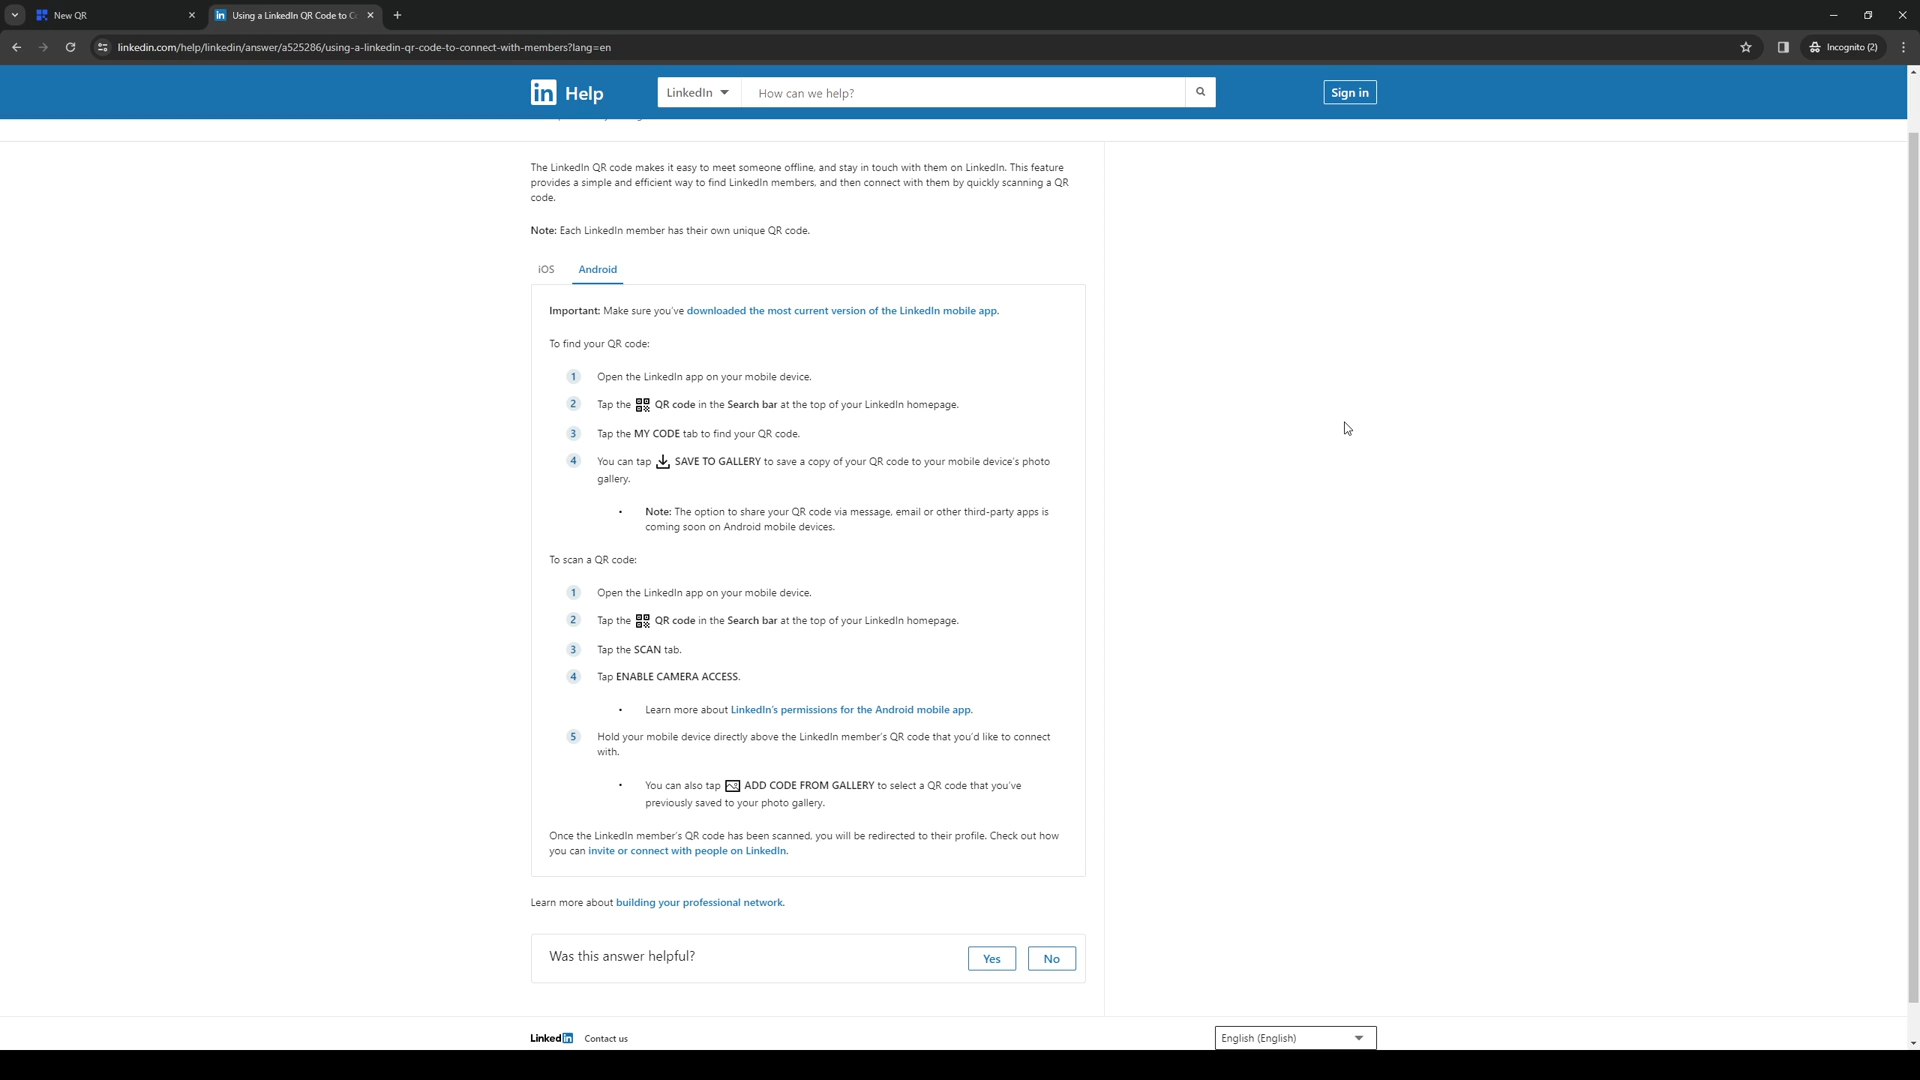 New QR
Using a LinkedIn QR Code to C
linkedin.com/help/linkedin/answer/a525286/using-a-linkedin-qr-code-to-connect-with-members?lang=en
Incognito (2)
in Help
LinkedIn
How can we help?
Sign in
The LinkedIn QR code makes it easy to meet someone offline, and stay in touch with them on LinkedIn. This feature
provides a simple and efficient way to find LinkedIn members, and then connect with them by quickly scanning a QR
code.
Note: Each LinkedIn member has their own unique QR code.
iOS
Android
Important: Make sure you've downloaded the most current version of the LinkedIn mobile app.
To find your QR code:
1 Open the LinkedIn app on your mobile device.
2 Tap the QR code in the Search bar at the top of your LinkedIn homepage.
3 Tap the MY CODE tab to find your QR code.
4 You can tap SAVE TO GALLERY to save a copy of your QR code to your mobile device's photo
gallery.
• Note: The option to share your QR code via message, email or other third-party apps is
coming soon on Android mobile devices.
To scan a QR code:
1 Open the LinkedIn app on your mobile device.
2 Tap the QR code in the Search bar at the top of your LinkedIn homepage.
3 Tap the SCAN tab.
4 Tap ENABLE CAMERA ACCESS.
• Learn more about LinkedIn's permissions for the Android mobile app.
5 Hold your mobile device directly above the LinkedIn member's QR code that you'd like to connect
with.
• You can also tap ADD CODE FROM GALLERY to select a QR code that you've
previously saved to your photo gallery.
Once the LinkedIn member's QR code has been scanned, you will be redirected to their profile. Check out how
you can invite or connect with people on LinkedIn.
Learn more about building your professional network.
Was this answer helpful?
Yes
No
Linked in
Contact us
English (English)